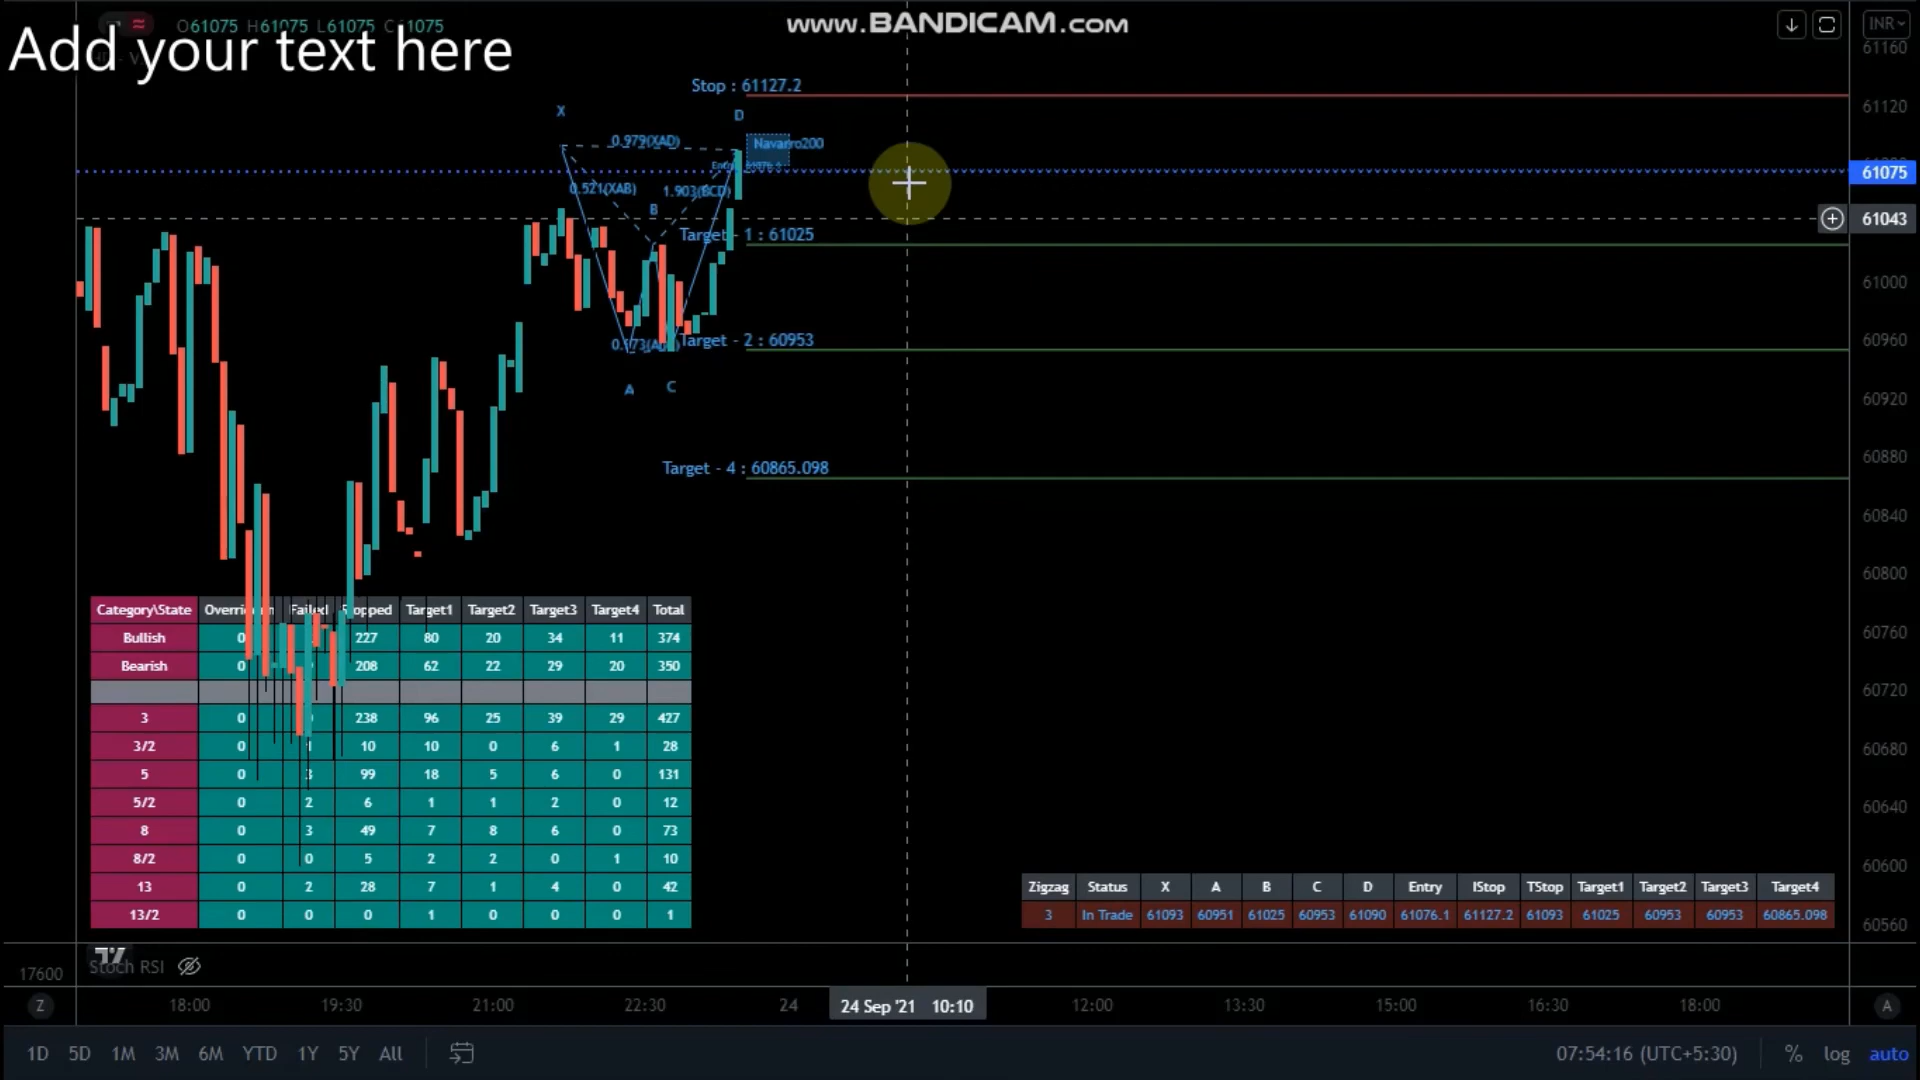 www.BANDICAM.com
O61075 H61075 L61075 C61075
Add your text here
INR
61160
Stop : 61127.2
61120
X
D
0.979(XAD)
Navarro200
61075
0.521(XAB)
1.903(BCD)
B
61043
Target - 1 : 61025
61000
Target - 2 : 60953
60960
A
C
60920
Target - 4 : 60865.098
60880
60840
60800
60760
60720
60680
60640
60600
60560
Category\State Failed Stopped Target1 Target2 Target3 Target4 Total
Bullish 0 227 80 20 34 11 374
Bearish 0 208 62 22 29 20 350
3 0 238 96 25 39 29 427
3/2 0 1 10 10 0 6 1 28
5 0 3 99 18 5 6 0 131
5/2 0 2 6 1 1 2 0 12
8 0 3 49 7 8 6 0 73
8/2 0 0 5 2 2 0 1 10
13 0 2 28 7 1 4 0 42
13/2 0 0 0 1 0 0 0 1
Zigzag Status X A B C D Entry IStop TStop Target1 Target2 Target3 Target4
3 In Trade 61093 60951 61025 60953 61090 61076.1 61127.2 61093 61025 60953 60953 60865.098
Stoch RSI
17600
Z 18:00 19:30 21:00 22:30 24 24 Sep '21 10:10 12:00 13:30 15:00 16:30 18:00 A
1D 5D 1M 3M 6M YTD 1Y 5Y All 07:54:16 (UTC+5:30) % log auto